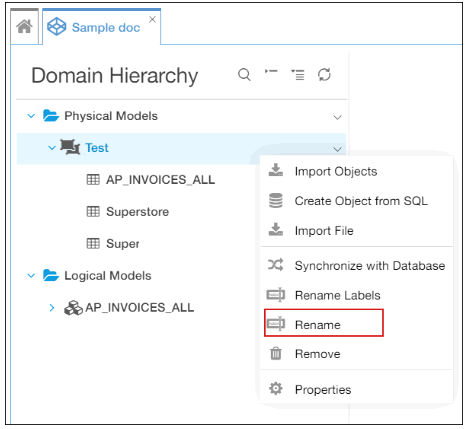 Sample doc
Domain Hierarchy
Physical Models
Test
AP_INVOICES_ALL
Superstore
Super
Logical Models
AP_INVOICES_ALL
Import Objects
Create Object from SQL
Import File
Synchronize with Database
Rename Labels
Rename
Remove
Properties